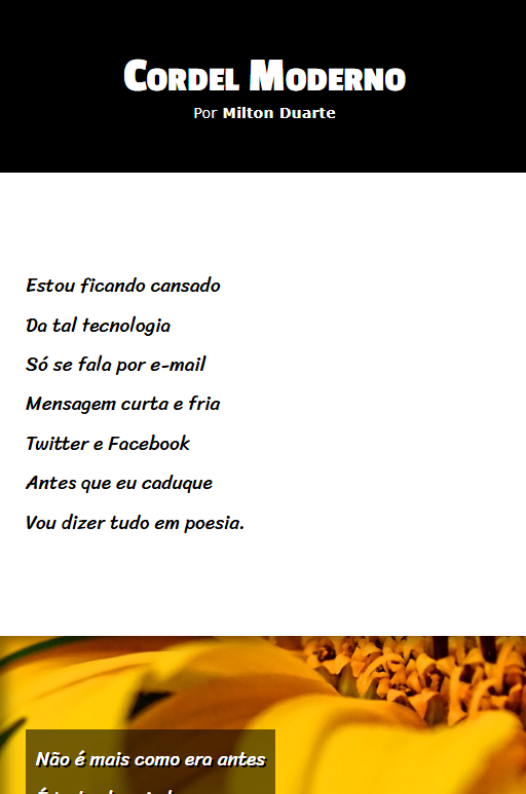 Cordel Moderno
Por Milton Duarte
Estou ficando cansado
Da tal tecnologia
Só se fala por e-mail
Mensagem curta e fria
Twitter e Facebook
Antes que eu caduque
Vou dizer tudo em poesia.
Não é mais como era antes